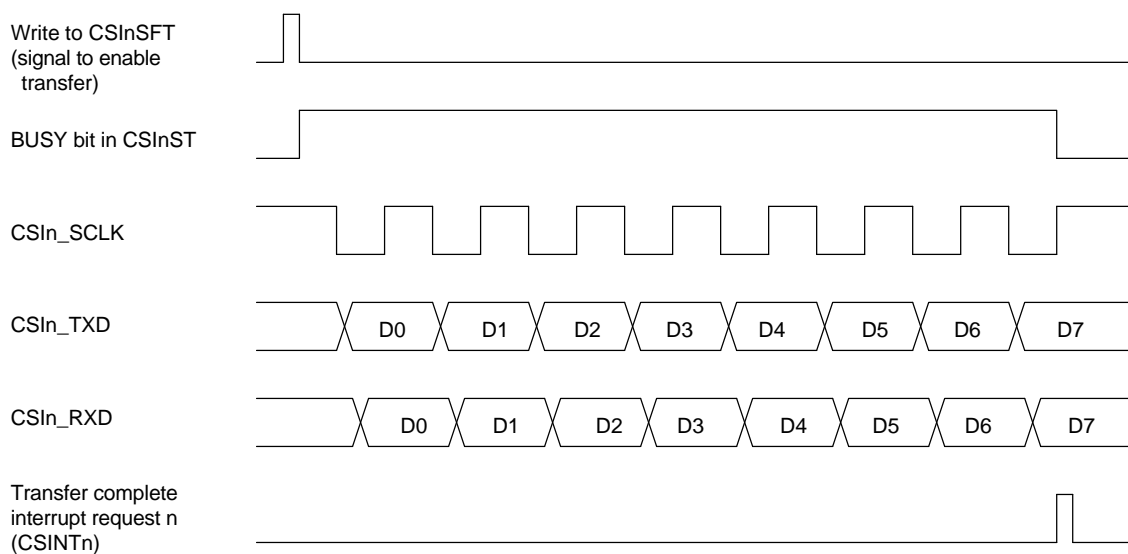 Write to CSInSFT
(signal to enable
transfer)
BUSY bit in CSInST
CSIn_SCLK
CSIn_TXD
D0 D1 D2 D3 D4 D5 D6 D7
CSIn_RXD
D0 D1 D2 D3 D4 D5 D6 D7
Transfer complete
interrupt request n
(CSINTn)